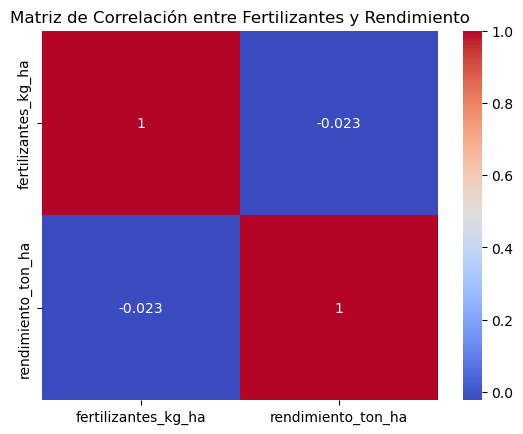 Matriz de Correlación entre Fertilizantes y Rendimiento
fertilizantes_kg_ha
1
-0.023
rendimiento_ton_ha
-0.023
1
fertilizantes_kg_ha
rendimiento_ton_ha
1.0
0.8
0.6
0.4
0.2
0.0